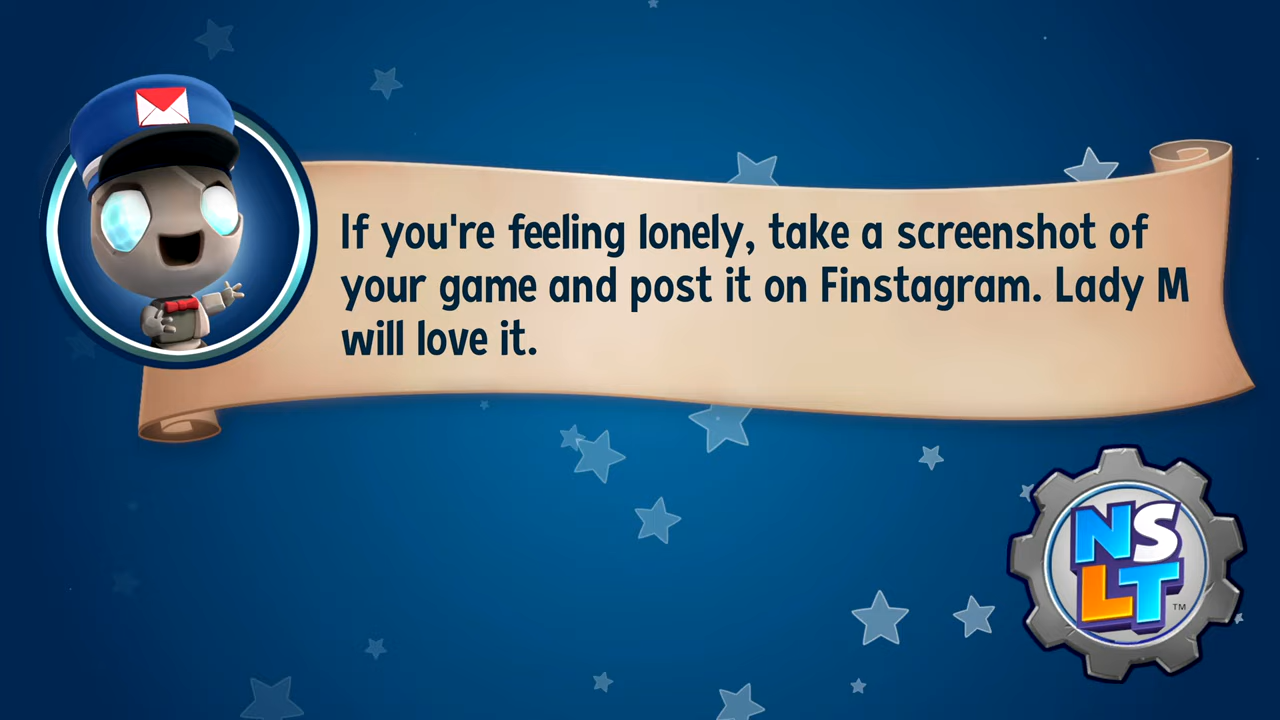 If you're feeling lonely, take a screenshot of
your game and post it on Finstagram. Lady M
will love it.
NS
LT
TM